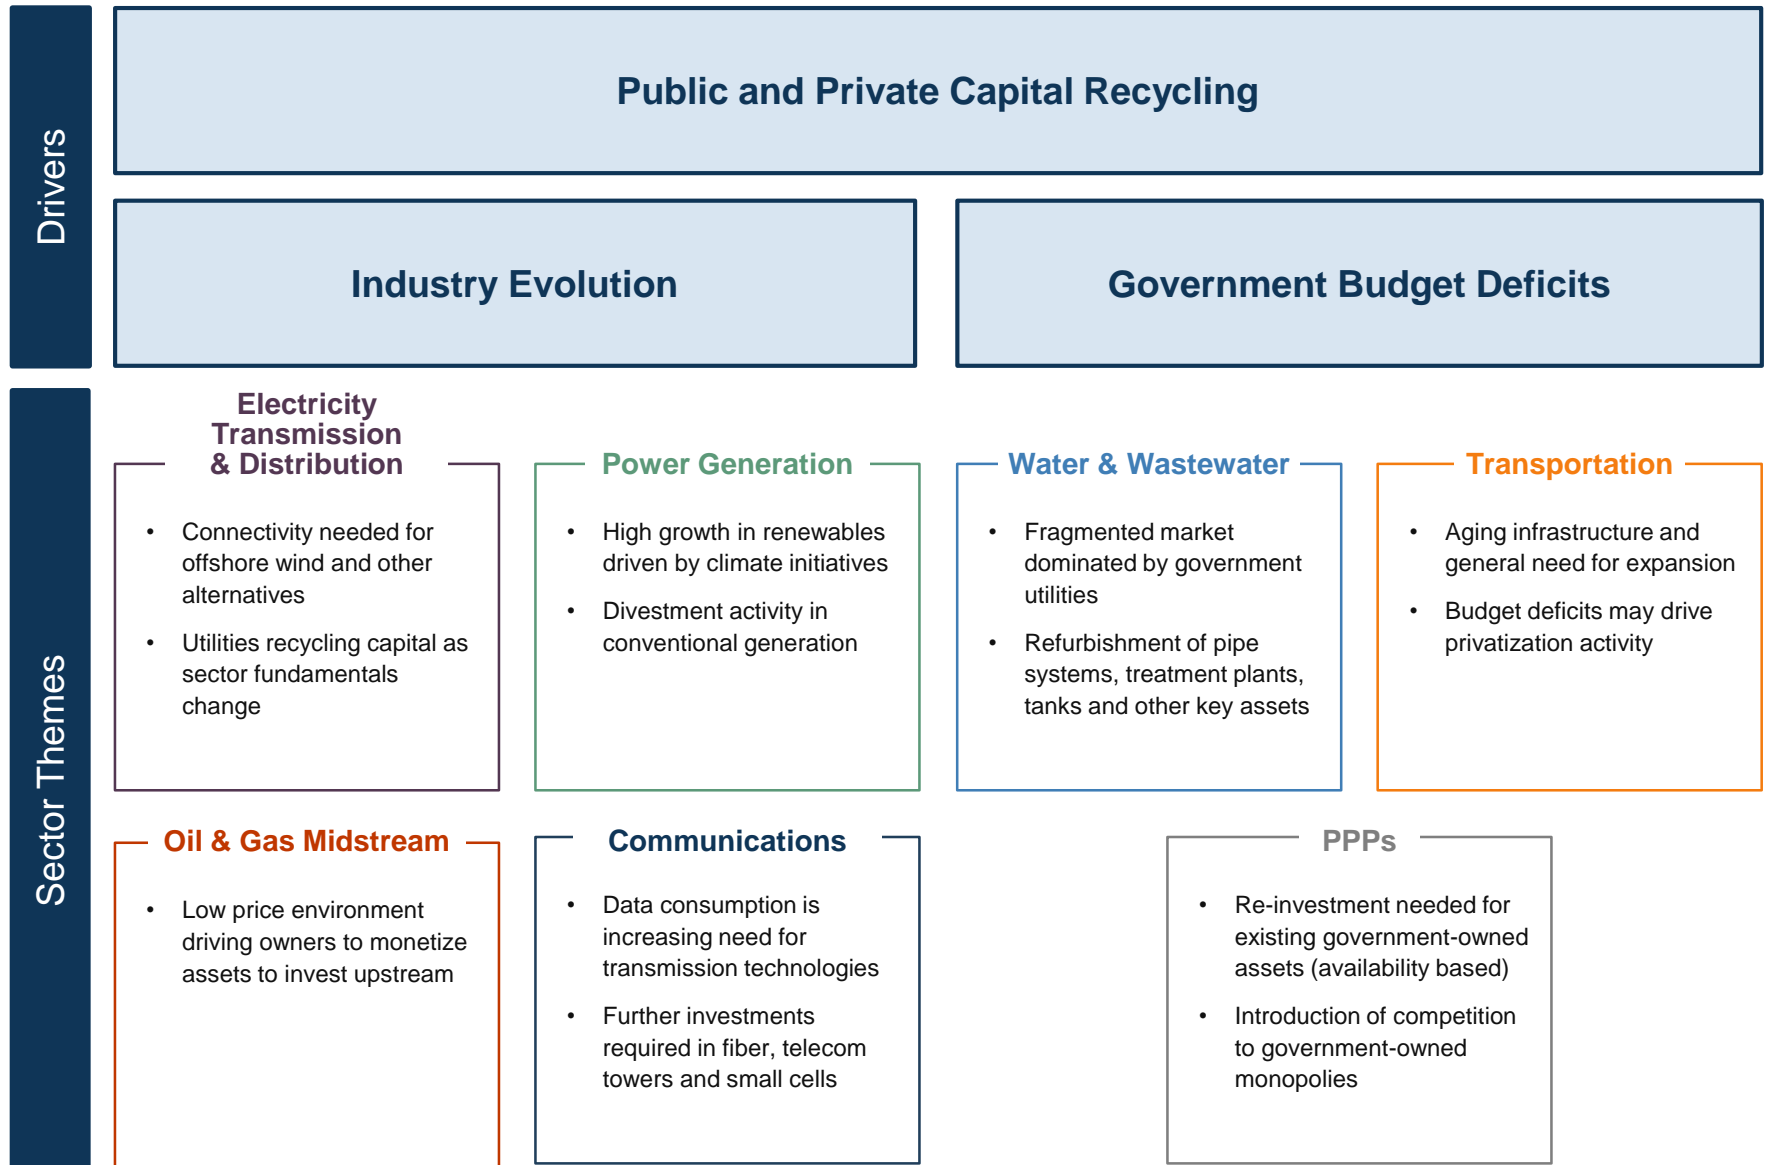 Drivers
Public and Private Capital Recycling
Industry Evolution
Government Budget Deficits
Sector Themes
Electricity
Transmission
& Distribution
• Connectivity needed for
offshore wind and other
alternatives
• Utilities recycling capital as
sector fundamentals
change
Power Generation
• High growth in renewables
driven by climate initiatives
• Divestment activity in
conventional generation
Water & Wastewater
• Fragmented market
dominated by government
utilities
• Refurbishment of pipe
systems, treatment plants,
tanks and other key assets
Transportation
• Aging infrastructure and
general need for expansion
• Budget deficits may drive
privatization activity
Oil & Gas Midstream
• Low price environment
driving owners to monetize
assets to invest upstream
Communications
• Data consumption is
increasing need for
transmission technologies
• Further investments
required in fiber, telecom
towers and small cells
PPPs
• Re-investment needed for
existing government-owned
assets (availability based)
• Introduction of competition
to government-owned
monopolies